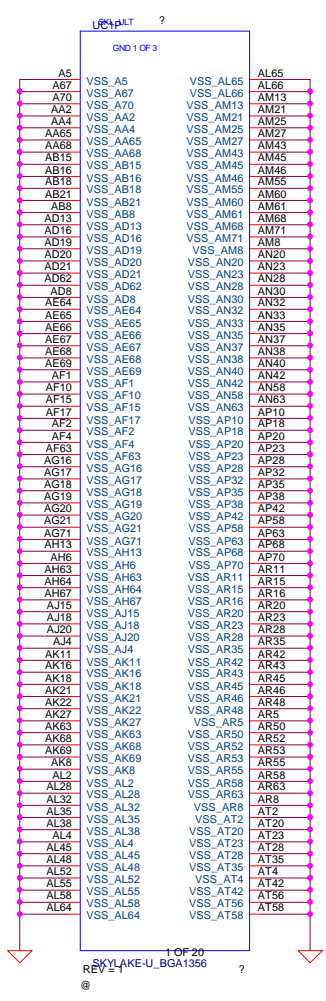 SKL_ULT
UC1P
?
GND 1 OF 3
A5 VSS_A5 VSS_AL65 AL65
A67 VSS_A67 VSS_AL66 AL66
A70 VSS_A70 VSS_AM13 AM13
AA2 VSS_AA2 VSS_AM21 AM21
AA4 VSS_AA4 VSS_AM25 AM25
AA65 VSS_AA65 VSS_AM27 AM27
AA68 VSS_AA68 VSS_AM43 AM43
AB15 VSS_AB15 VSS_AM45 AM45
AB16 VSS_AB16 VSS_AM46 AM46
AB18 VSS_AB18 VSS_AM55 AM55
AB21 VSS_AB21 VSS_AM60 AM60
AB8 VSS_AB8 VSS_AM61 AM61
AD13 VSS_AD13 VSS_AM68 AM68
AD16 VSS_AD16 VSS_AM71 AM71
AD19 VSS_AD19 VSS_AM8 AM8
AD20 VSS_AD20 VSS_AN20 AN20
AD21 VSS_AD21 VSS_AN23 AN23
AD62 VSS_AD62 VSS_AN28 AN28
AD8 VSS_AD8 VSS_AN30 AN30
AE64 VSS_AE64 VSS_AN32 AN32
AE65 VSS_AE65 VSS_AN33 AN33
AE66 VSS_AE66 VSS_AN35 AN35
AE67 VSS_AE67 VSS_AN37 AN37
AE68 VSS_AE68 VSS_AN38 AN38
AE69 VSS_AE69 VSS_AN40 AN40
AF1 VSS_AF1 VSS_AN42 AN42
AF10 VSS_AF10 VSS_AN58 AN58
AF15 VSS_AF15 VSS_AN63 AN63
AF17 VSS_AF17 VSS_AP10 AP10
AF2 VSS_AF2 VSS_AP18 AP18
AF4 VSS_AF4 VSS_AP20 AP20
AF63 VSS_AF63 VSS_AP23 AP23
AG16 VSS_AG16 VSS_AP28 AP28
AG17 VSS_AG17 VSS_AP32 AP32
AG18 VSS_AG18 VSS_AP35 AP35
AG19 VSS_AG19 VSS_AP38 AP38
AG20 VSS_AG20 VSS_AP42 AP42
AG21 VSS_AG21 VSS_AP58 AP58
AG71 VSS_AG71 VSS_AP63 AP63
AH13 VSS_AH13 VSS_AP68 AP68
AH6 VSS_AH6 VSS_AP70 AP70
AH63 VSS_AH63 VSS_AR11 AR11
AH64 VSS_AH64 VSS_AR15 AR15
AH67 VSS_AH67 VSS_AR16 AR16
AJ15 VSS_AJ15 VSS_AR20 AR20
AJ18 VSS_AJ18 VSS_AR23 AR23
AJ20 VSS_AJ20 VSS_AR28 AR28
AJ4 VSS_AJ4 VSS_AR35 AR35
AK11 VSS_AK11 VSS_AR42 AR42
AK16 VSS_AK16 VSS_AR43 AR43
AK18 VSS_AK18 VSS_AR45 AR45
AK21 VSS_AK21 VSS_AR46 AR46
AK22 VSS_AK22 VSS_AR48 AR48
AK27 VSS_AK27 VSS_AR5 AR5
AK63 VSS_AK63 VSS_AR50 AR50
AK68 VSS_AK68 VSS_AR52 AR52
AK69 VSS_AK69 VSS_AR53 AR53
AK8 VSS_AK8 VSS_AR55 AR55
AL2 VSS_AL2 VSS_AR58 AR58
AL28 VSS_AL28 VSS_AR63 AR63
AL32 VSS_AL32 VSS_AR8 AR8
AL35 VSS_AL35 VSS_AT2 AT2
AL38 VSS_AL38 VSS_AT20 AT20
AL4 VSS_AL4 VSS_AT23 AT23
AL45 VSS_AL45 VSS_AT28 AT28
AL48 VSS_AL48 VSS_AT35 AT35
AL52 VSS_AL52 VSS_AT4 AT4
AL55 VSS_AL55 VSS_AT42 AT42
AL58 VSS_AL58 VSS_AT56 AT56
AL64 VSS_AL64 VSS_AT58 AT58
1 OF 20
SKYLAKE-U_BGA1356
REV = 1 ?
@